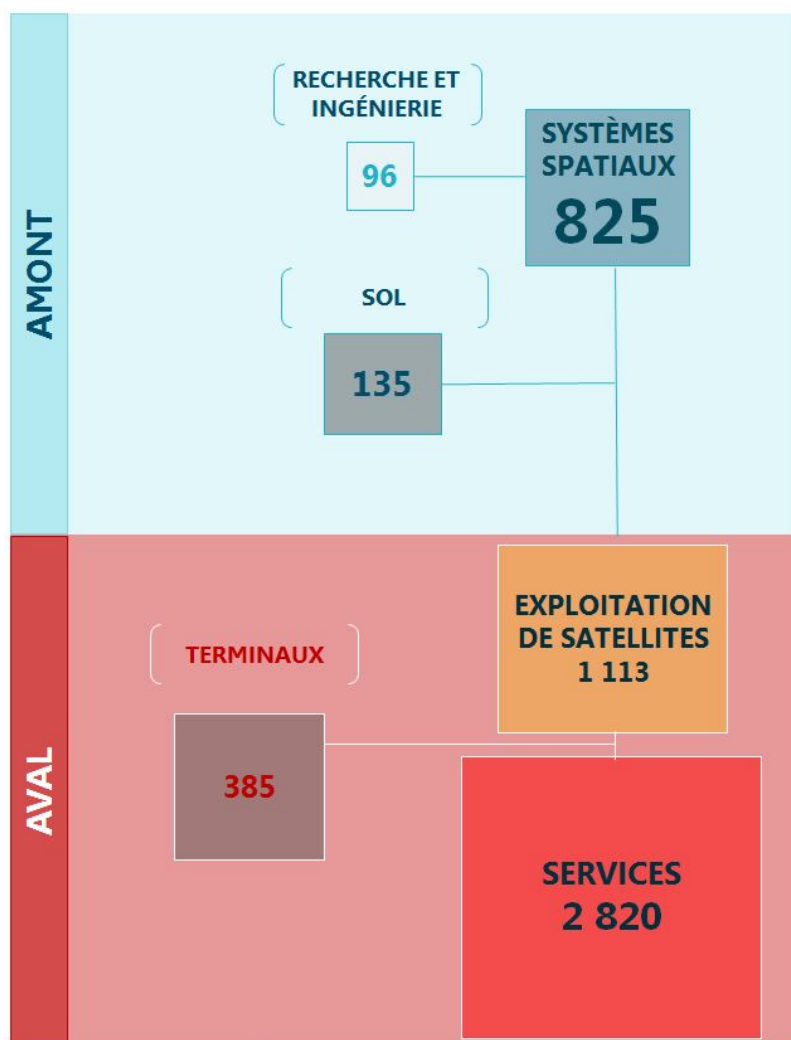 AMONT
RECHERCHE ET
INGÉNIERIE
96
SYSTÈMES
SPATIAUX
825
SOL
135
AVAL
EXPLOITATION
DE SATELLITES
1 113
TERMINAUX
385
SERVICES
2 820